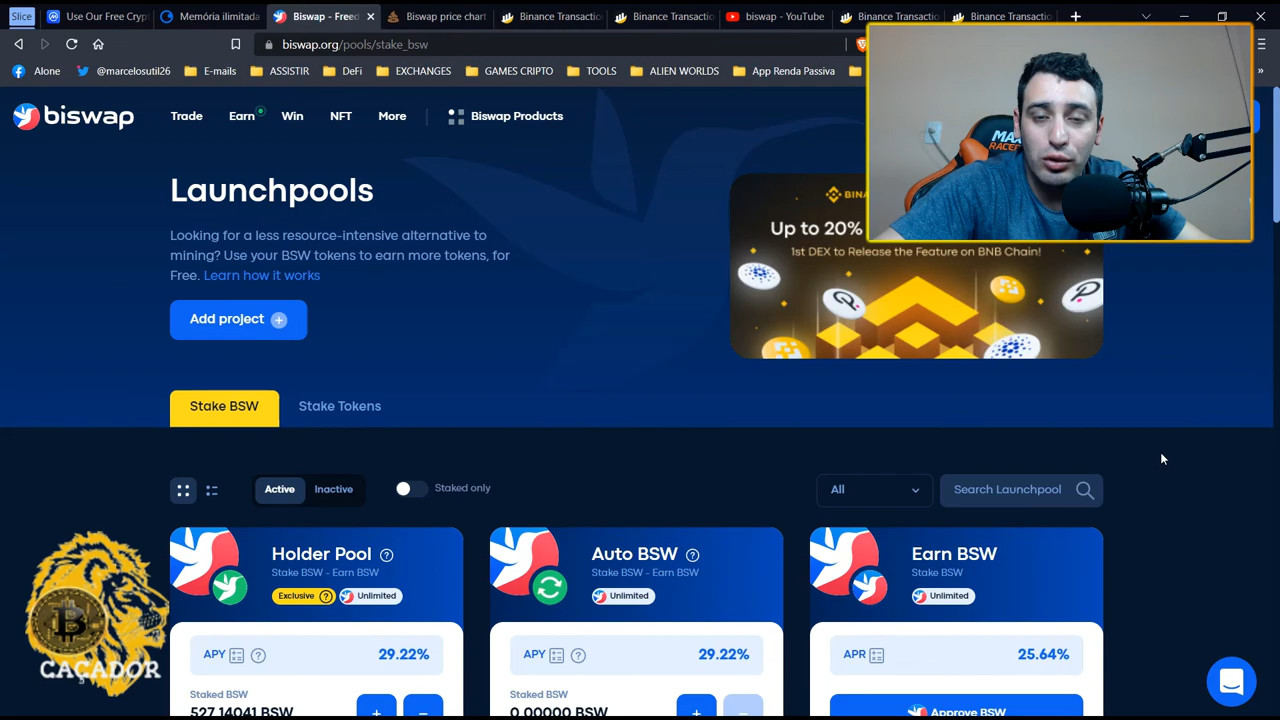 Slice
Use Our Free Cryp
Memória ilimitada
Biswap - Freed
Biswap price chart
Binance Transactio
Binance Transactio
biswap - YouTube
Binance Transactio
Binance Transactio
biswap.org/pools/stake_bsw
Alone
@marcelosutil26
E-mails
ASSISTIR
DeFi
EXCHANGES
GAMES CRIPTO
TOOLS
ALIEN WORLDS
App Renda Passiva
biswap
Trade
Earn
Win
NFT
More
Biswap Products
MAX
RACER
Launchpools
Looking for a less resource-intensive alternative to
mining? Use your BSW tokens to earn more tokens, for
Free. Learn how it works
Add project
Up to 20%
1st DEX to Release the Feature on BNB Chain!
Stake BSW
Stake Tokens
Active
Inactive
Staked only
All
Search Launchpool
Holder Pool
Stake BSW - Earn BSW
Exclusive
Unlimited
APY
29.22%
Staked BSW
527.14041 BSW
Auto BSW
Stake BSW - Earn BSW
Unlimited
APY
29.22%
Staked BSW
0.00000 BSW
Earn BSW
Stake BSW
Unlimited
APR
25.64%
Approve BSW
CAÇADOR